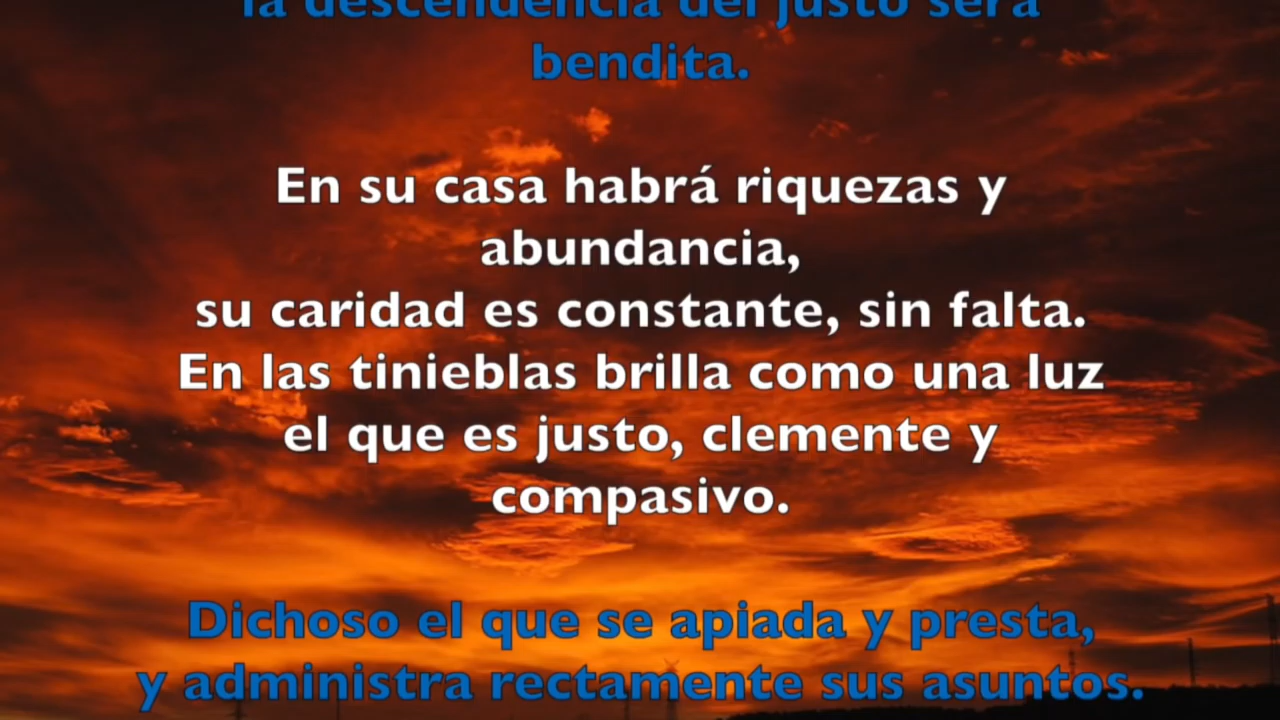 la descendencia del justo será
bendita.
En su casa habrá riquezas y
abundancia,
su caridad es constante, sin falta.
En las tinieblas brilla como una luz
el que es justo, clemente y
compasivo.
Dichoso el que se apiada y presta,
y administra rectamente sus asuntos.